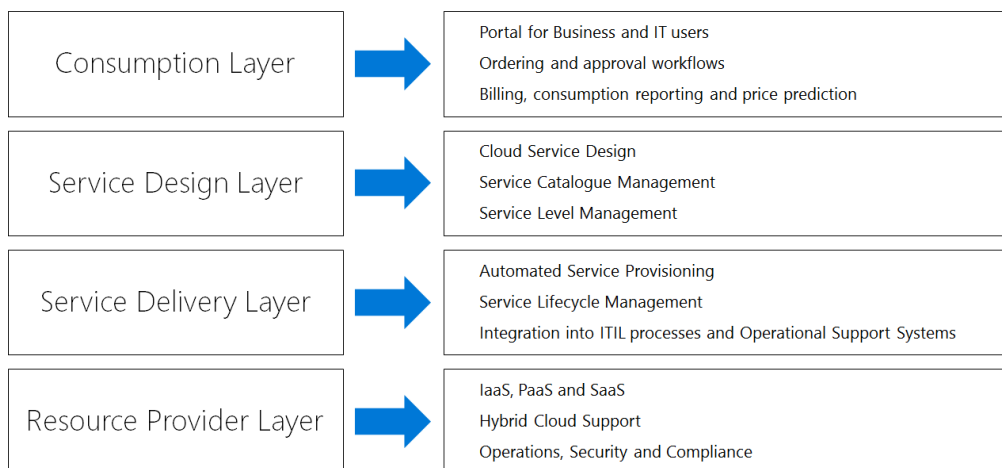 Consumption Layer
Portal for Business and IT users
Ordering and approval workflows
Billing, consumption reporting and price prediction
Service Design Layer
Cloud Service Design
Service Catalogue Management
Service Level Management
Service Delivery Layer
Automated Service Provisioning
Service Lifecycle Management
Integration into ITIL processes and Operational Support Systems
Resource Provider Layer
IaaS, PaaS and SaaS
Hybrid Cloud Support
Operations, Security and Compliance